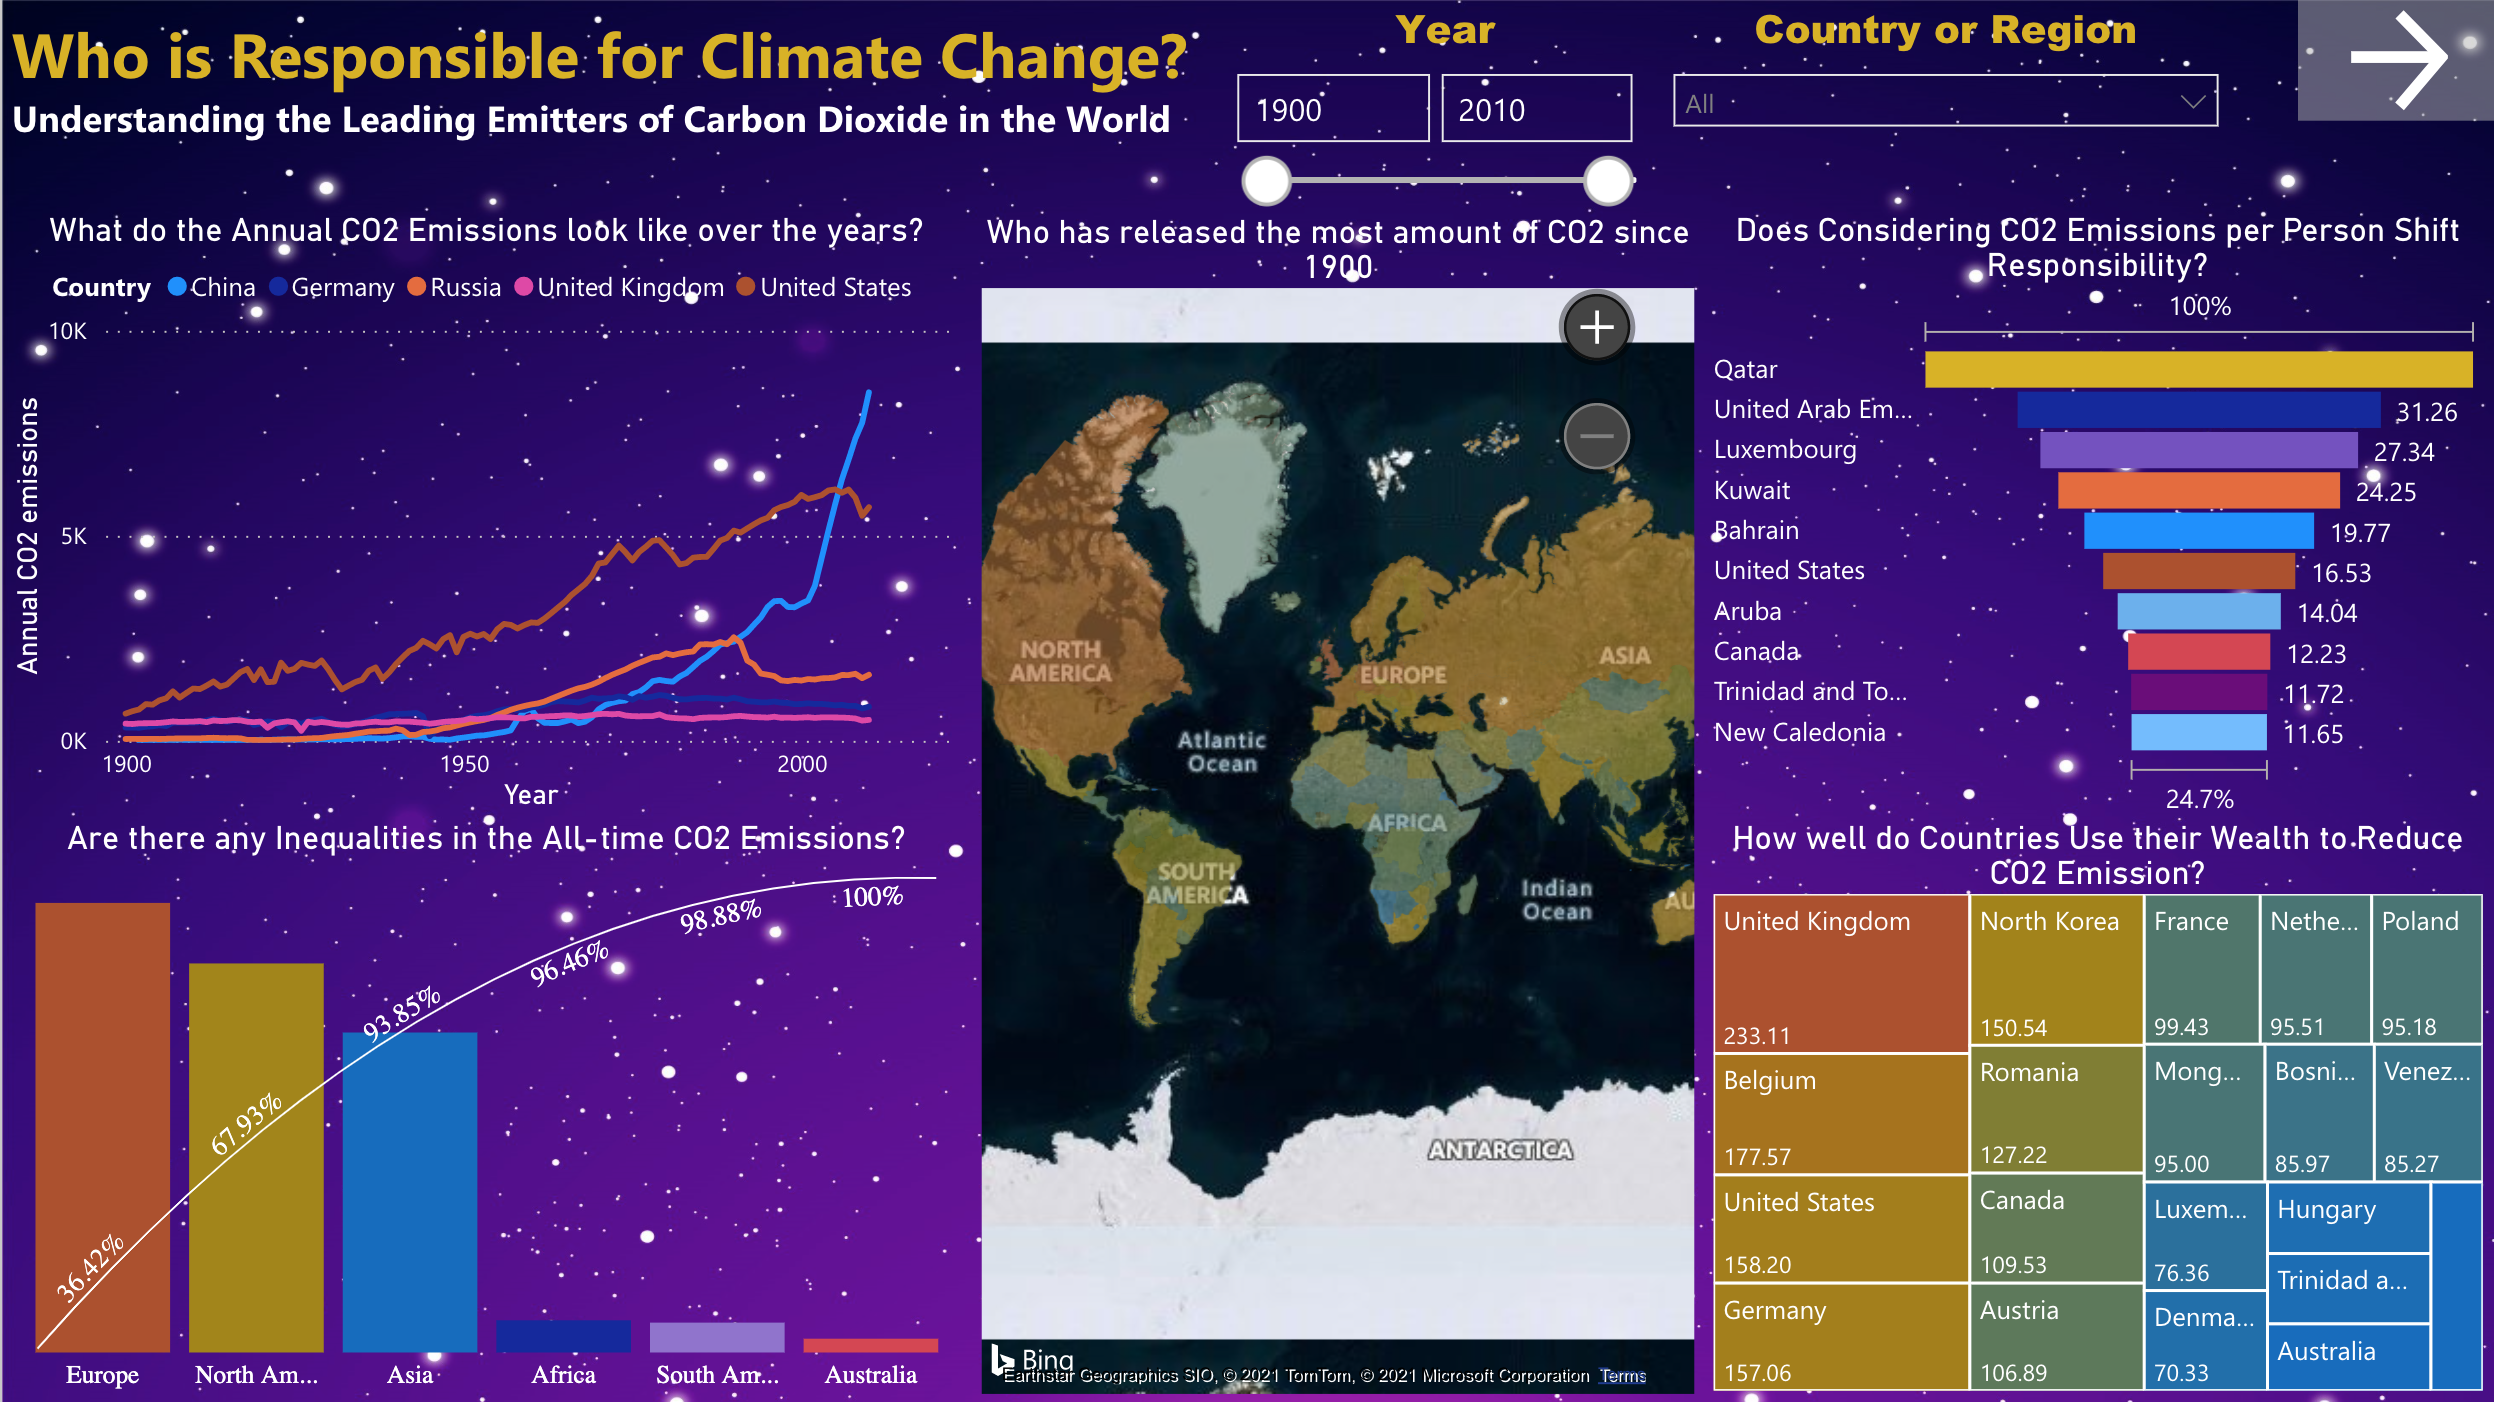 Who is Responsible for Climate Change?
Understanding the Leading Emitters of Carbon Dioxide in the World
Year
1900
2010
Country or Region
All
What do the Annual CO2 Emissions look like over the years?
Country China Germany Russia United Kingdom United States
10K
5K
0K
Annual CO2 emissions
1900
1950
2000
Year
Are there any Inequalities in the All-time CO2 Emissions?
36.42%
67.93%
93.85%
96.46%
98.88%
100%
Europe
North Am...
Asia
Africa
South Am...
Australia
Who has released the most amount of CO2 since
1900
NORTH
AMERICA
EUROPE
ASIA
Atlantic
Ocean
AFRICA
SOUTH
AMERICA
Indian
Ocean
AU
ANTARCTICA
Bing
Earthstar Geographics SIO, © 2021 TomTom, © 2021 Microsoft Corporation Terms
Does Considering CO2 Emissions per Person Shift
Responsibility?
100%
Qatar
United Arab Em... 31.26
Luxembourg 27.34
Kuwait 24.25
Bahrain 19.77
United States 16.53
Aruba 14.04
Canada 12.23
Trinidad and To... 11.72
New Caledonia 11.65
24.7%
How well do Countries Use their Wealth to Reduce
CO2 Emission?
United Kingdom
233.11
Belgium
177.57
United States
158.20
Germany
157.06
North Korea
150.54
Romania
127.22
Canada
109.53
Austria
106.89
France
99.43
Nethe...
95.51
Poland
95.18
Mong...
95.00
Bosni...
85.97
Venez...
85.27
Luxem...
76.36
Denma...
70.33
Hungary
Trinidad a...
Australia